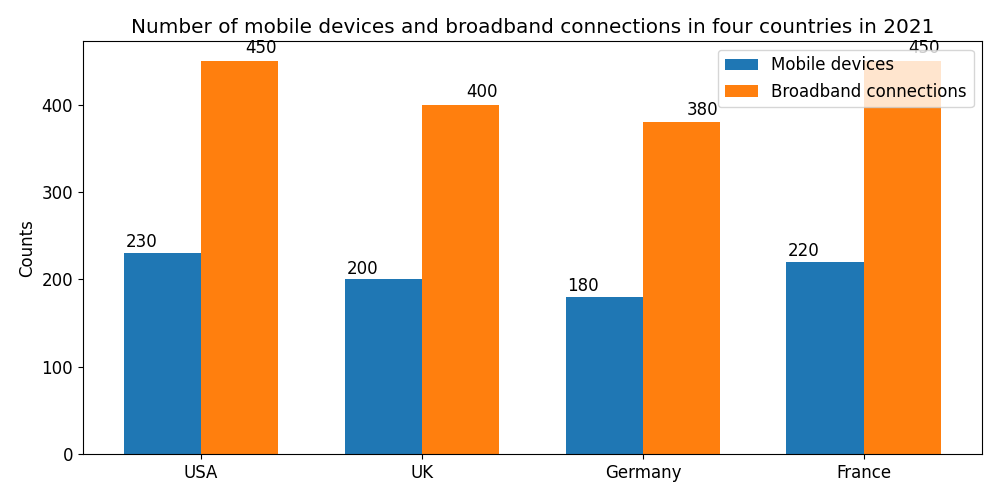 Number of mobile devices and broadband connections in four countries in 2021
450
450
Mobile devices
Broadband connections
400
400
380
300
Counts
230
220
200
200
180
100
0
USA
UK
Germany
France